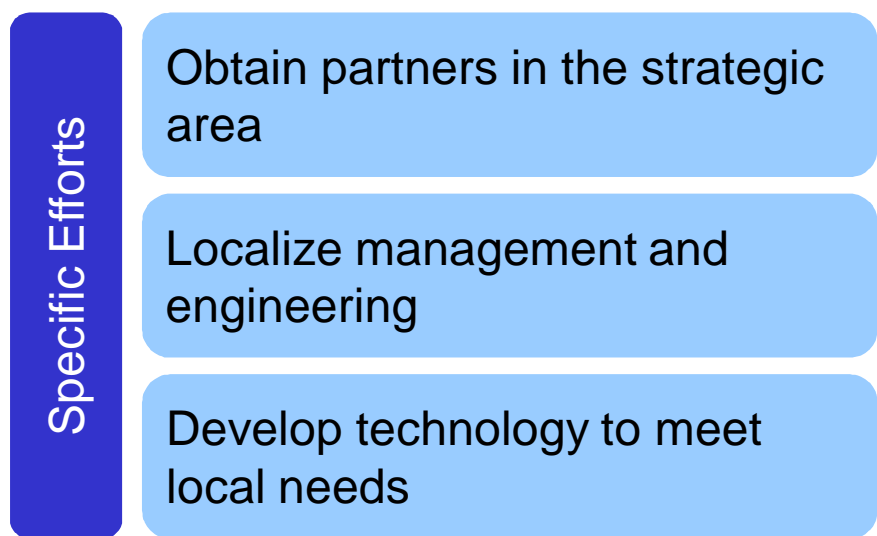 Specific Efforts
Obtain partners in the strategic
area
Localize management and
engineering
Develop technology to meet
local needs